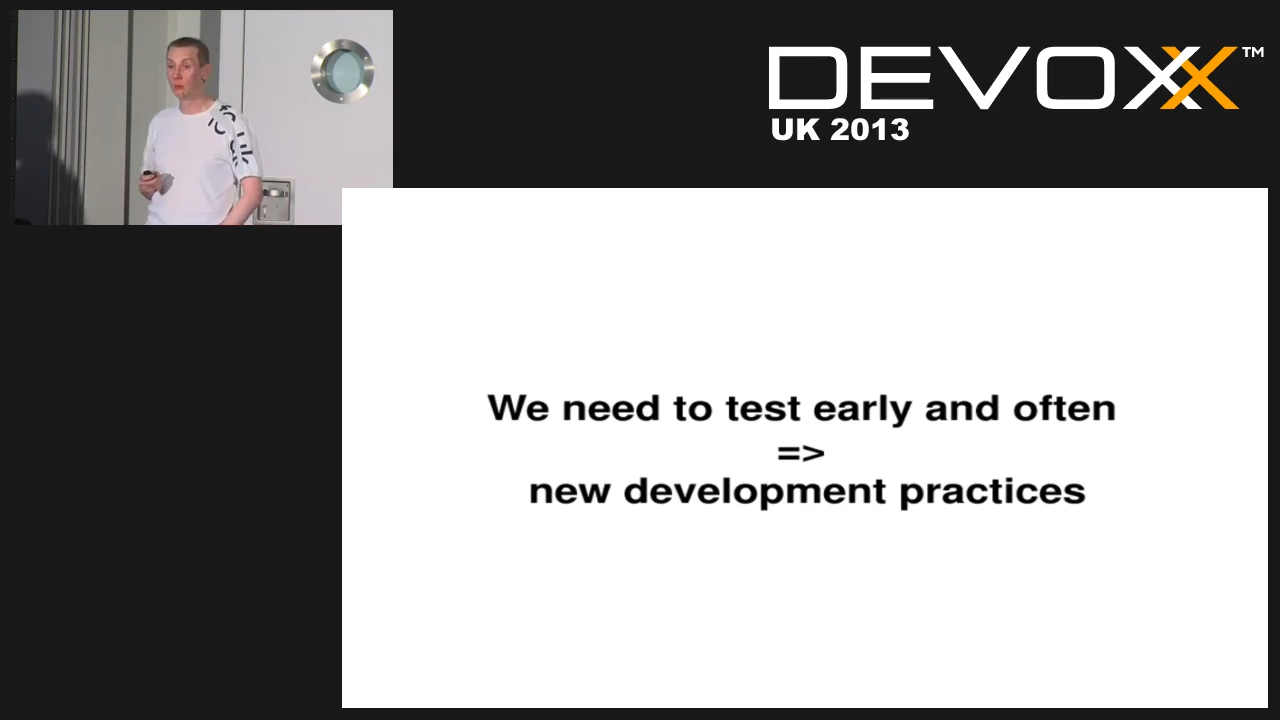 DEVOXX™
UK 2013
We need to test early and often
=>
new development practices